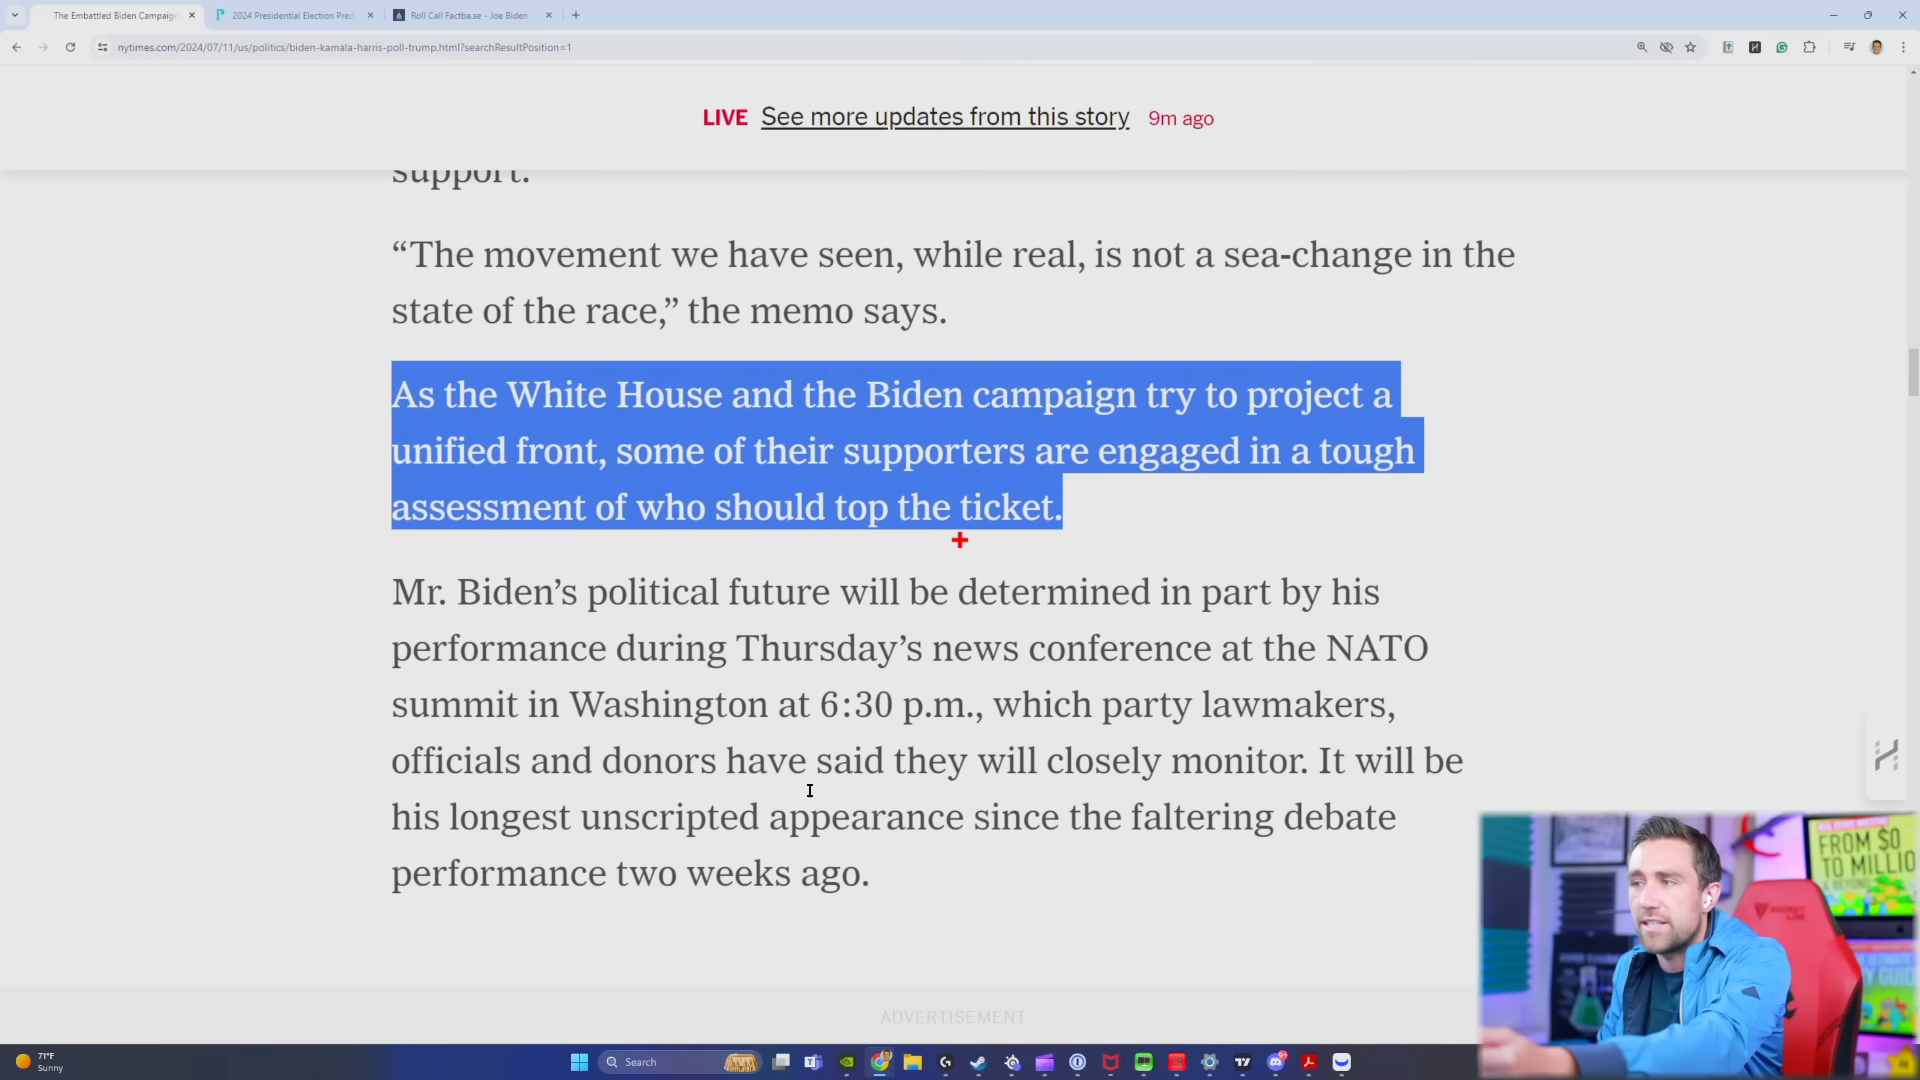 The Embattled Biden Campaign
2024 Presidential Election Pred
Roll Call Factba.se - Joe Biden
nytimes.com/2024/07/11/us/politics/biden-kamala-harris-poll-trump.html?searchResultPosition=1
LIVE See more updates from this story 9m ago
support.
“The movement we have seen, while real, is not a sea-change in the
state of the race,” the memo says.
As the White House and the Biden campaign try to project a
unified front, some of their supporters are engaged in a tough
assessment of who should top the ticket.
Mr. Biden’s political future will be determined in part by his
performance during Thursday’s news conference at the NATO
summit in Washington at 6:30 p.m., which party lawmakers,
officials and donors have said they will closely monitor. It will be
his longest unscripted appearance since the faltering debate
performance two weeks ago.
ADVERTISEMENT
FROM $0
TO MILLIO
71°F
Sunny
Search